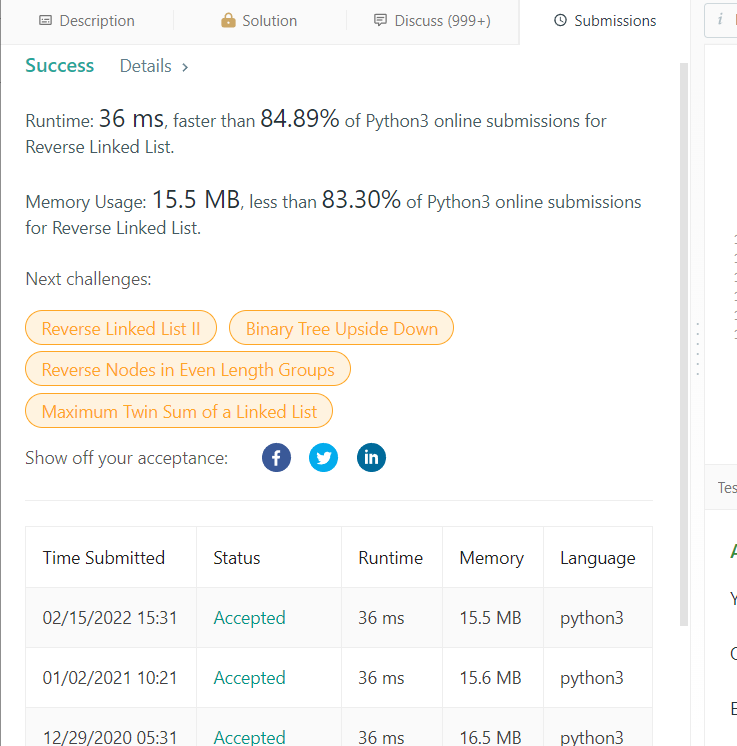 Description Solution Discuss (999+) Submissions
Success Details >
Runtime: 36 ms, faster than 84.89% of Python3 online submissions for
Reverse Linked List.
Memory Usage: 15.5 MB, less than 83.30% of Python3 online submissions
for Reverse Linked List.
Next challenges:
Reverse Linked List II Binary Tree Upside Down
Reverse Nodes in Even Length Groups
Maximum Twin Sum of a Linked List
Show off your acceptance:
Time Submitted Status Runtime Memory Language
02/15/2022 15:31 Accepted 36 ms 15.5 MB python3
01/02/2021 10:21 Accepted 36 ms 15.6 MB python3
12/29/2020 05:31 Accepted 36 ms 16.5 MB python3